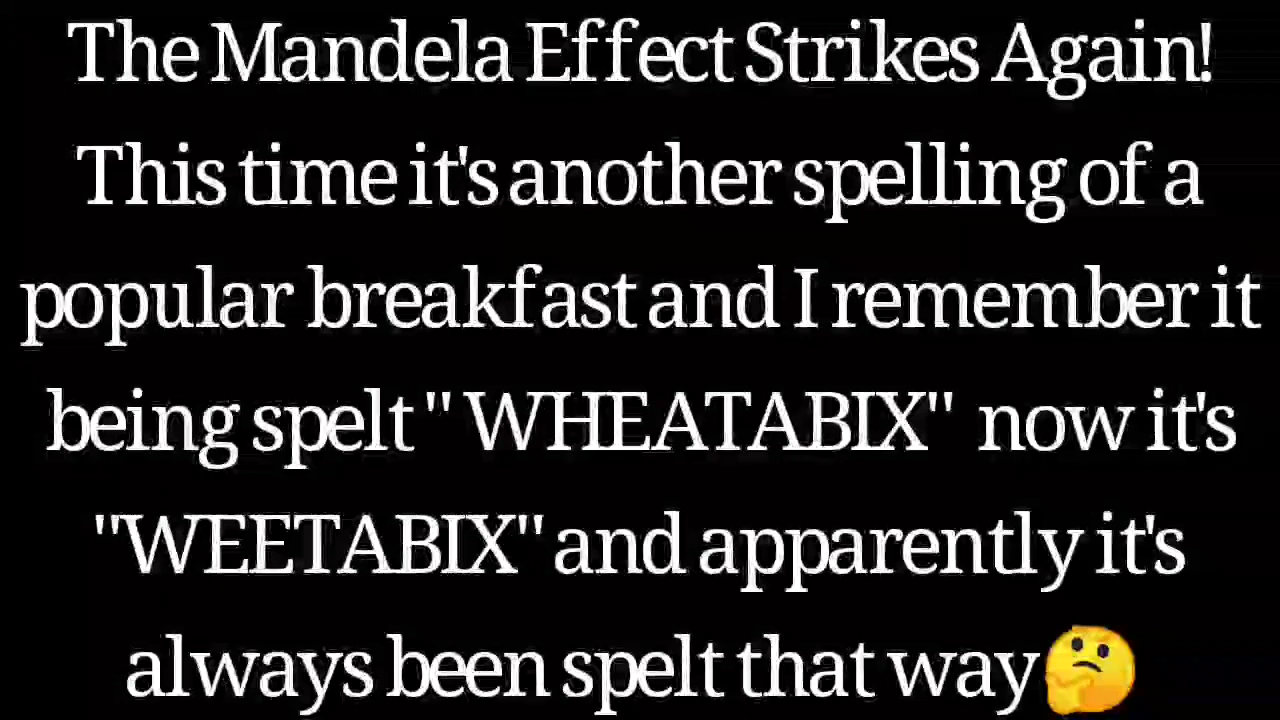 The Mandela Effect Strikes Again!
This time it's another spelling of a
popular breakfast and I remember it
being spelt " WHEATABIX" now it's
"WEETABIX" and apparently it's
always been spelt that way🤔